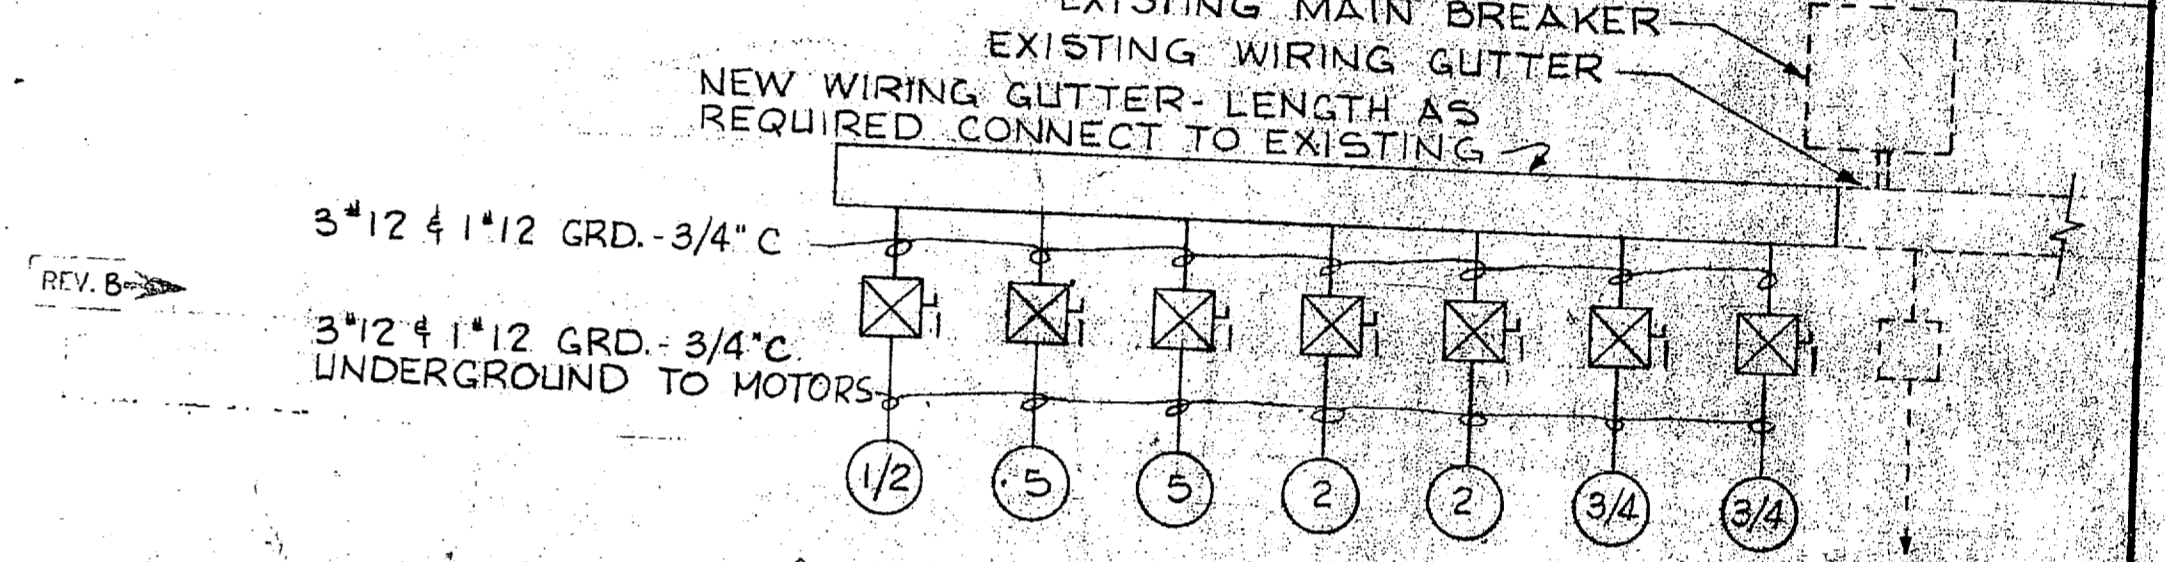 EXISTING MAIN BREAKER
EXISTING WIRING GUTTER
NEW WIRING GUTTER - LENGTH AS
REQUIRED CONNECT TO EXISTING
3#12 & 1#12 GRD. - 3/4" C
REV. B
3#12 & 1#12 GRD. - 3/4"C.
UNDERGROUND TO MOTORS
1/2 5 5 2 2 3/4 3/4